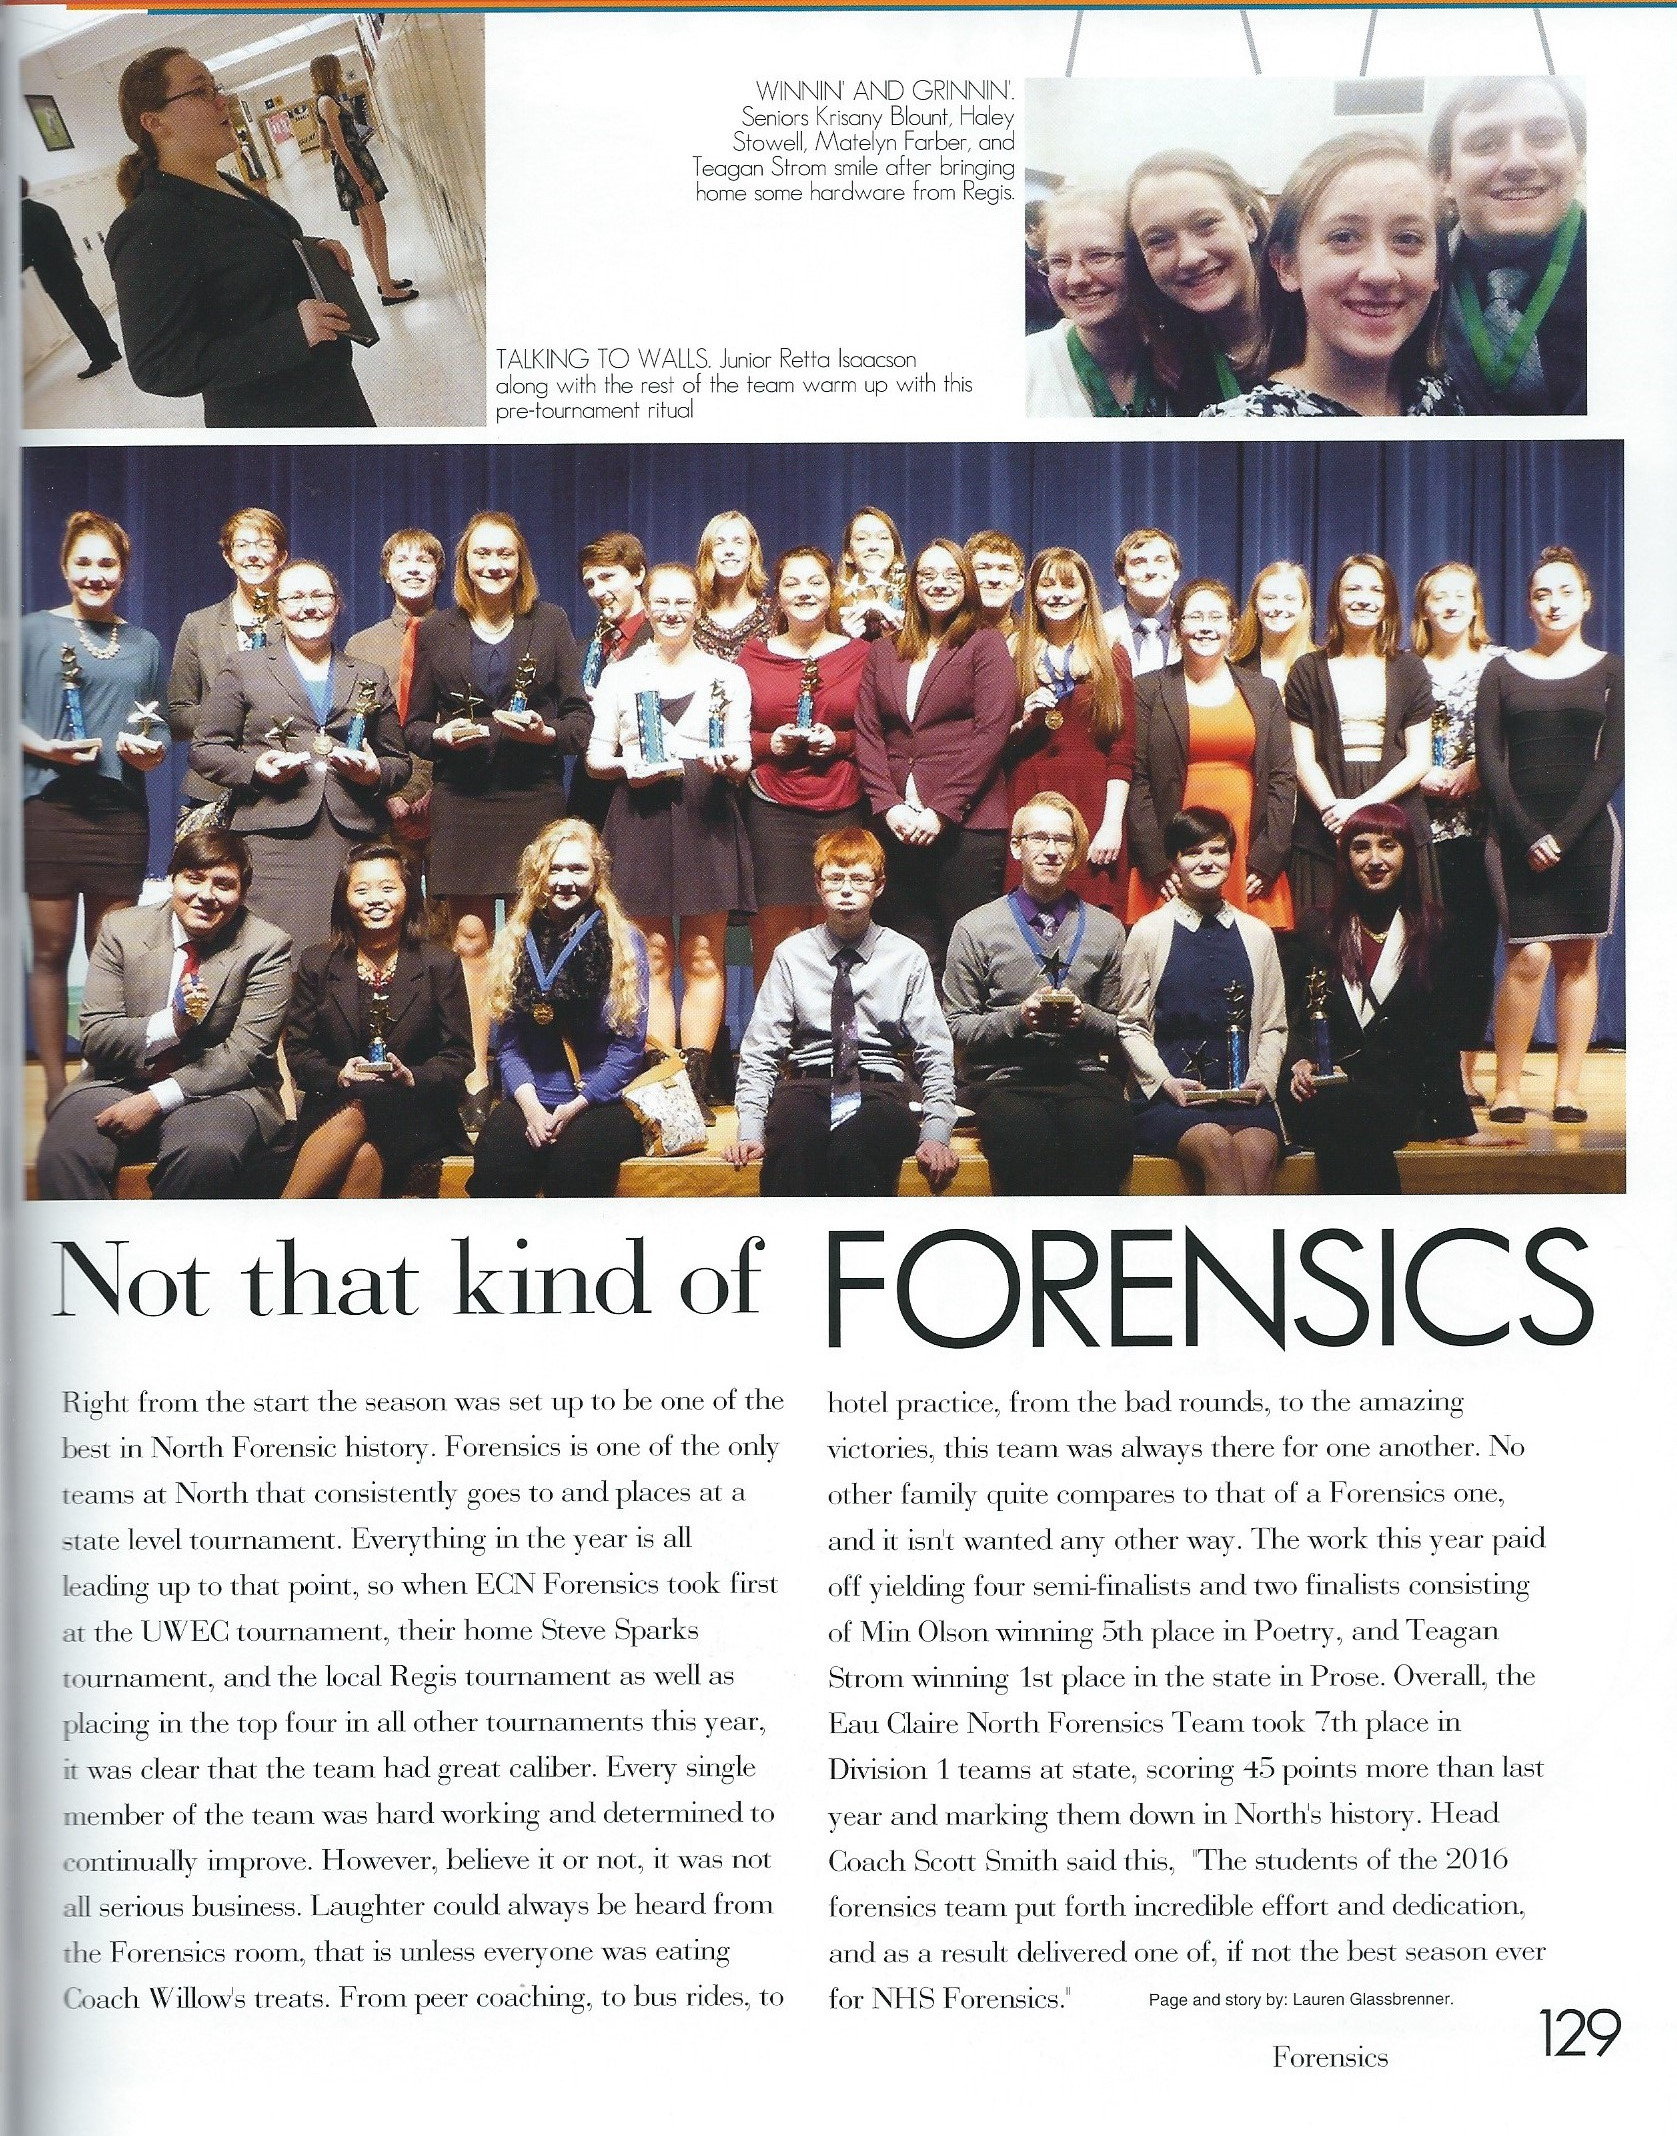 WINNIN' AND GRINNIN'.
Seniors Krisany Blount, Haley
Stowell, Matelyn Farber, and
Teagan Strom smile after bringing
home some hardware from Regis.
TALKING TO WALLS. Junior Retta Isaacson
along with the rest of the team warm up with this
pre-tournament ritual
Not that kind of FORENSICS
Right from the start the season was set up to be one of the
best in North Forensic history. Forensics is one of the only
teams at North that consistently goes to and places at a
state level tournament. Everything in the year is all
leading up to that point, so when ECN Forensics took first
at the UWEC tournament, their home Steve Sparks
tournament, and the local Regis tournament as well as
placing in the top four in all other tournaments this year,
it was clear that the team had great caliber. Every single
member of the team was hard working and determined to
continually improve. However, believe it or not, it was not
all serious business. Laughter could always be heard from
the Forensics room, that is unless everyone was eating
Coach Willow's treats. From peer coaching, to bus rides, to
hotel practice, from the bad rounds, to the amazing
victories, this team was always there for one another. No
other family quite compares to that of a Forensics one,
and it isn't wanted any other way. The work this year paid
off yielding four semi-finalists and two finalists consisting
of Min Olson winning 5th place in Poetry, and Teagan
Strom winning 1st place in the state in Prose. Overall, the
Eau Claire North Forensics Team took 7th place in
Division 1 teams at state, scoring 45 points more than last
year and marking them down in North's history. Head
Coach Scott Smith said this, "The students of the 2016
forensics team put forth incredible effort and dedication,
and as a result delivered one of, if not the best season ever
for NHS Forensics."
Page and story by: Lauren Glassbrenner.
Forensics
129